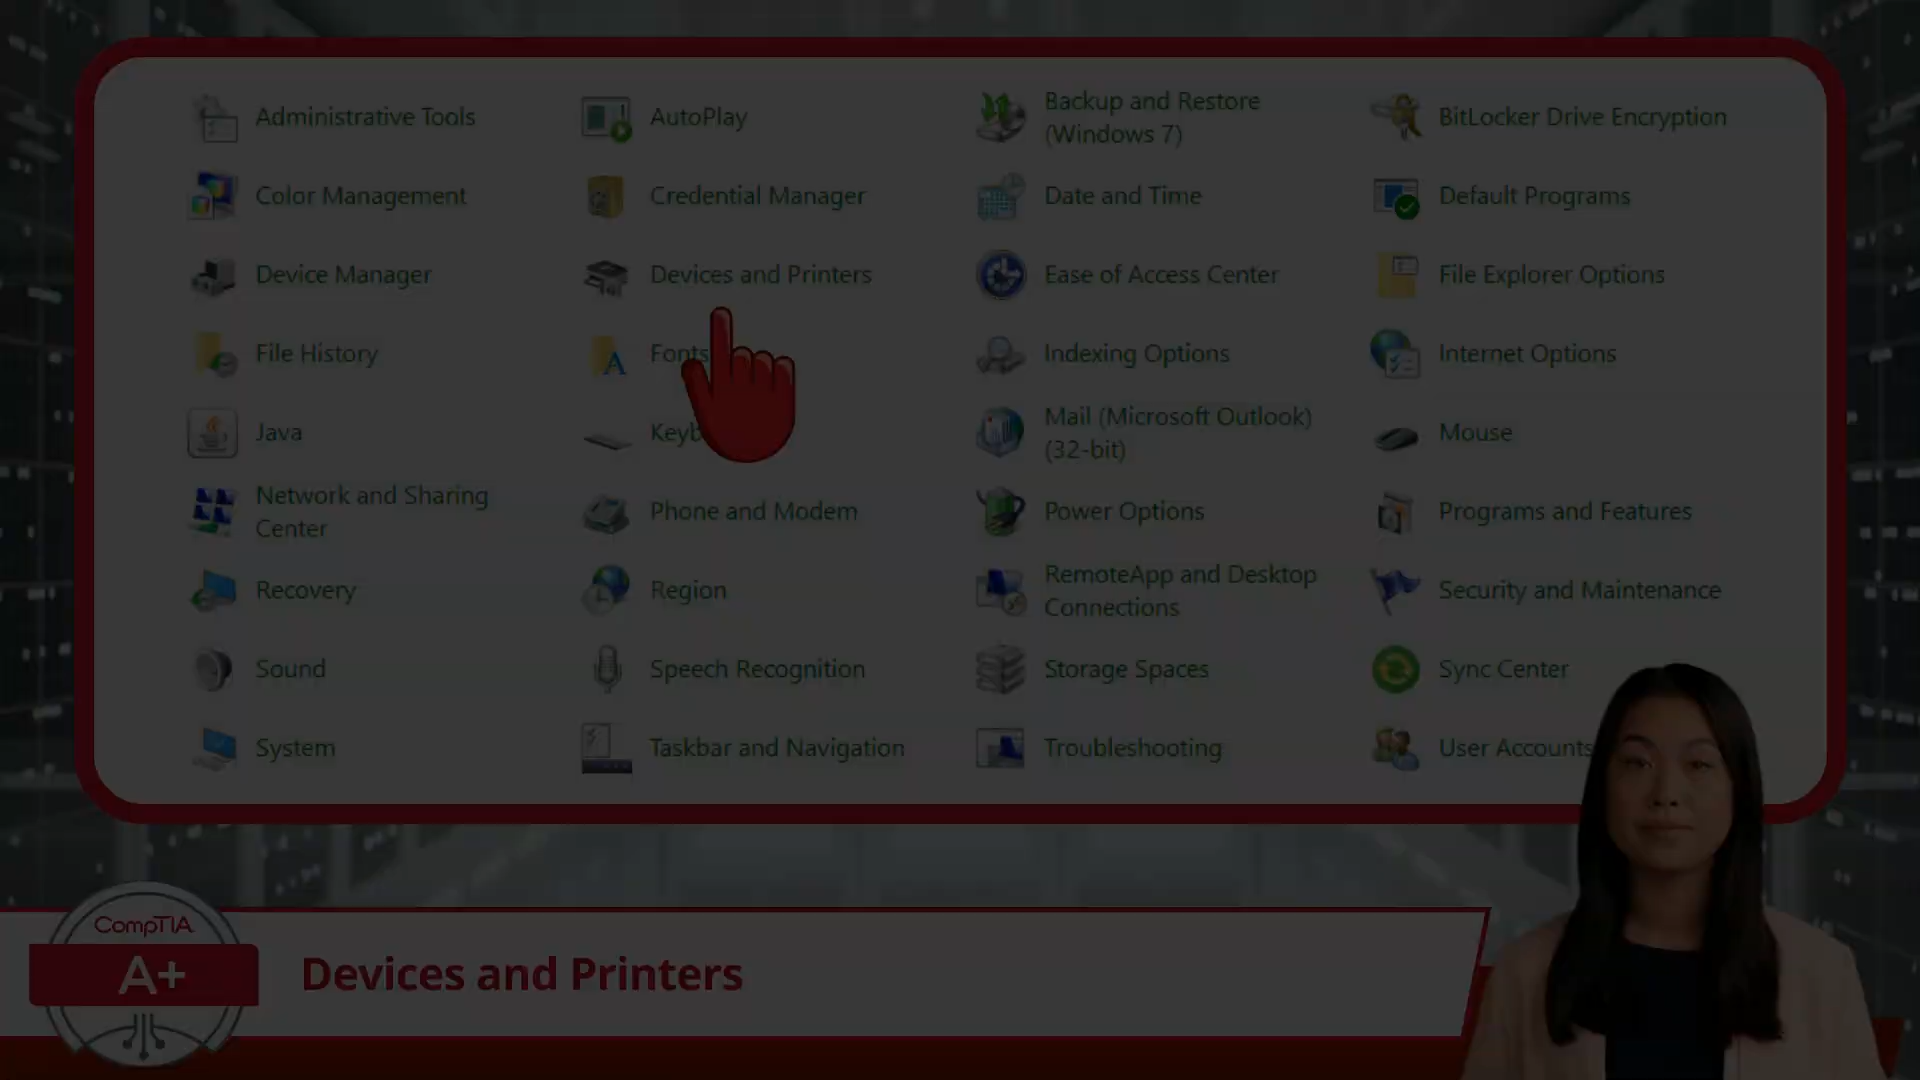 Administrative Tools
AutoPlay
Backup and Restore
(Windows 7)
BitLocker Drive Encryption
Color Management
Credential Manager
Date and Time
Default Programs
Device Manager
Devices and Printers
Ease of Access Center
File Explorer Options
File History
Fonts
Indexing Options
Internet Options
Java
Mail (Microsoft Outlook)
(32-bit)
Mouse
Network and Sharing
Center
Phone and Modem
Power Options
Programs and Features
Recovery
Region
RemoteApp and Desktop
Connections
Security and Maintenance
Sound
Speech Recognition
Storage Spaces
Sync Center
System
Taskbar and Navigation
Troubleshooting
User Accounts
CompTIA
A+
Devices and Printers